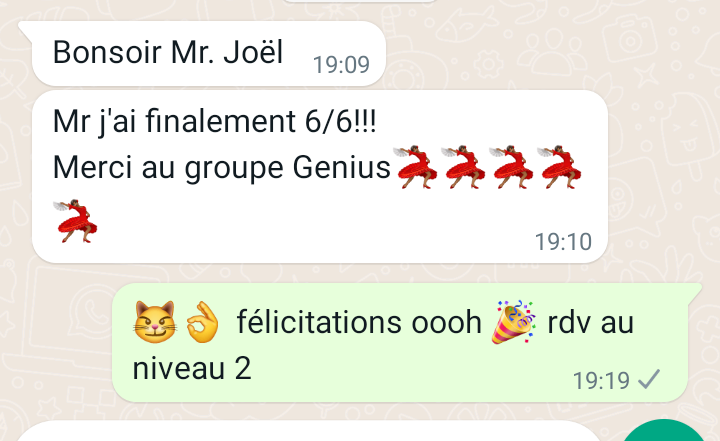 Bonsoir Mr. Joël 19:09
Mr j'ai finalement 6/6!!!
Merci au groupe Genius💃🏾💃🏾💃🏾💃🏾
💃🏾
19:10
😼👌 félicitations oooh 🎉 rdv au
niveau 2 19:19